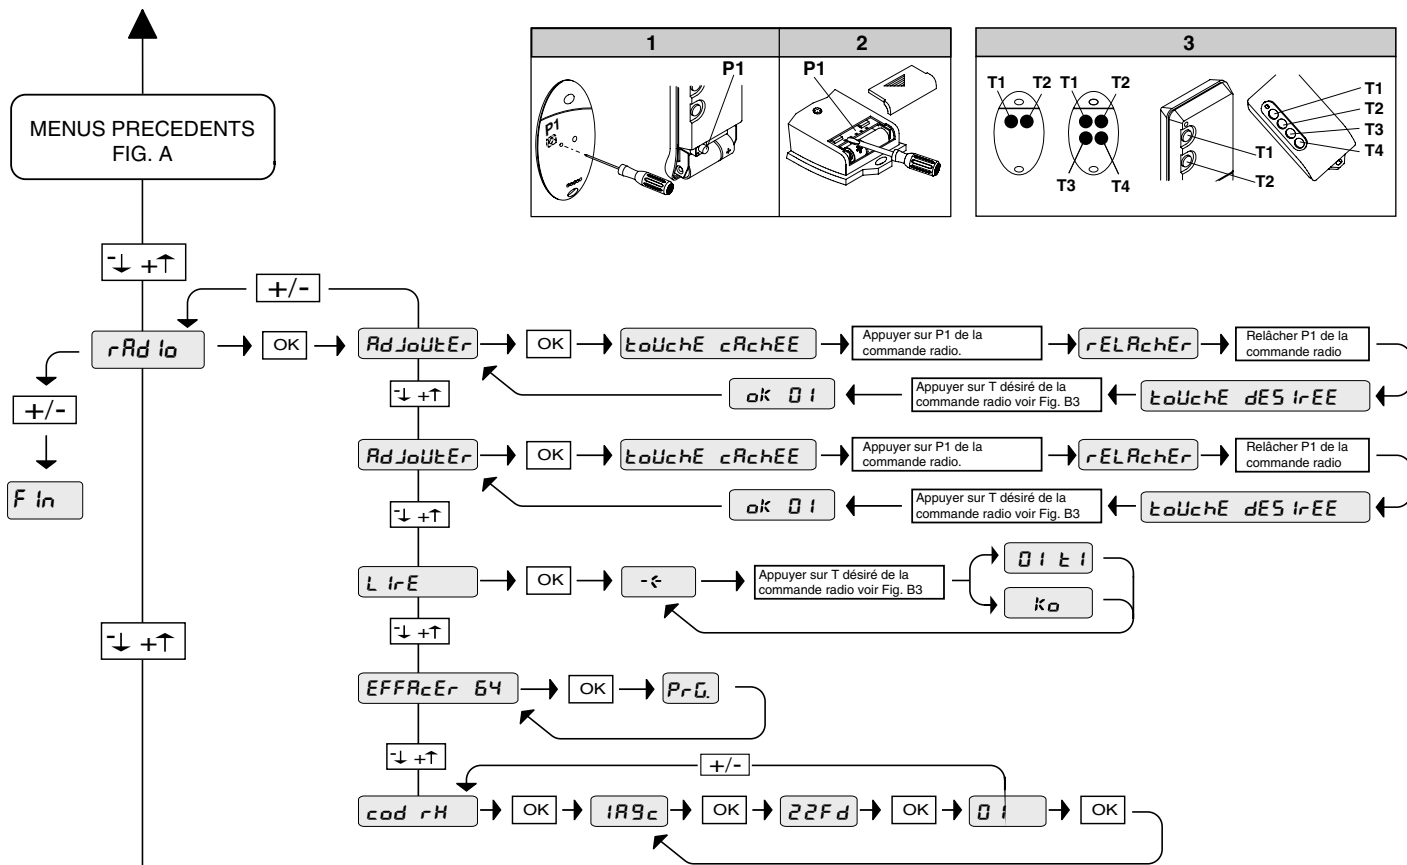 1
2
3
P1
P1
P1
T1 T2 T1 T2
T3 T4
T1
T2
T1
T2
T3
T4
MENUS PRECEDENTS
FIG. A
-↓ +↑
+/-
rAdIo
OK
AdJoUtEr
OK
toUchE cAchEE
Appuyer sur P1 de la
commande radio.
rELAchEr
Relâcher P1 de la
commande radio
-↓ +↑
oK 01
Appuyer sur T désiré de la
commande radio voir Fig. B3
toUchE dESIrEE
+/-
FIn
AdJoUtEr
OK
toUchE cAchEE
Appuyer sur P1 de la
commande radio.
rELAchEr
Relâcher P1 de la
commande radio
-↓ +↑
oK 01
Appuyer sur T désiré de la
commande radio voir Fig. B3
toUchE dESIrEE
LIrE
OK
-<
Appuyer sur T désiré de la
commande radio voir Fig. B3
01 t1
Ko
-↓ +↑
-↓ +↑
EFFAcEr 64
OK
PrG.
-↓ +↑
+/-
cod rH
OK
1A9c
OK
22Fd
OK
01
OK